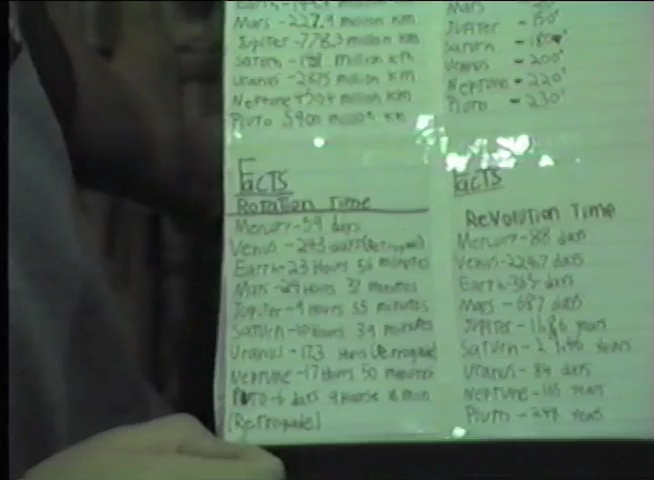 Mars - 227.9 million km
Jupiter - 778.3 million km
Saturn - million km
Uranus - million km
Neptune million km
Pluto 5900 million km
Mars
Jupiter - 150°
Saturn - 180°
Uranus - 200°
Neptune - 220°
Pluto - 230°
Facts
Rotation Time
Mercury - 59 days
Venus - 243 days (Retrograde)
Earth - 23 Hours 56 minutes
Mars - 24 Hours 37 minutes
Jupiter - 9 Hours 55 minutes
Saturn - 10 Hours 39 minutes
Uranus - 17.3 Hours (Retrograde)
Neptune - 17 Hours 50 minutes
Pluto - 6 days 9 Hours 8 min
(Retrograde)
Facts
Revolution Time
Mercury - 88 days
Venus - 224.7 days
Earth - 365 days
Mars - 687 days
Jupiter - 11.86 years
Saturn - 29.46 years
Uranus - 84 days
Neptune - 165 years
Pluto - 248 years